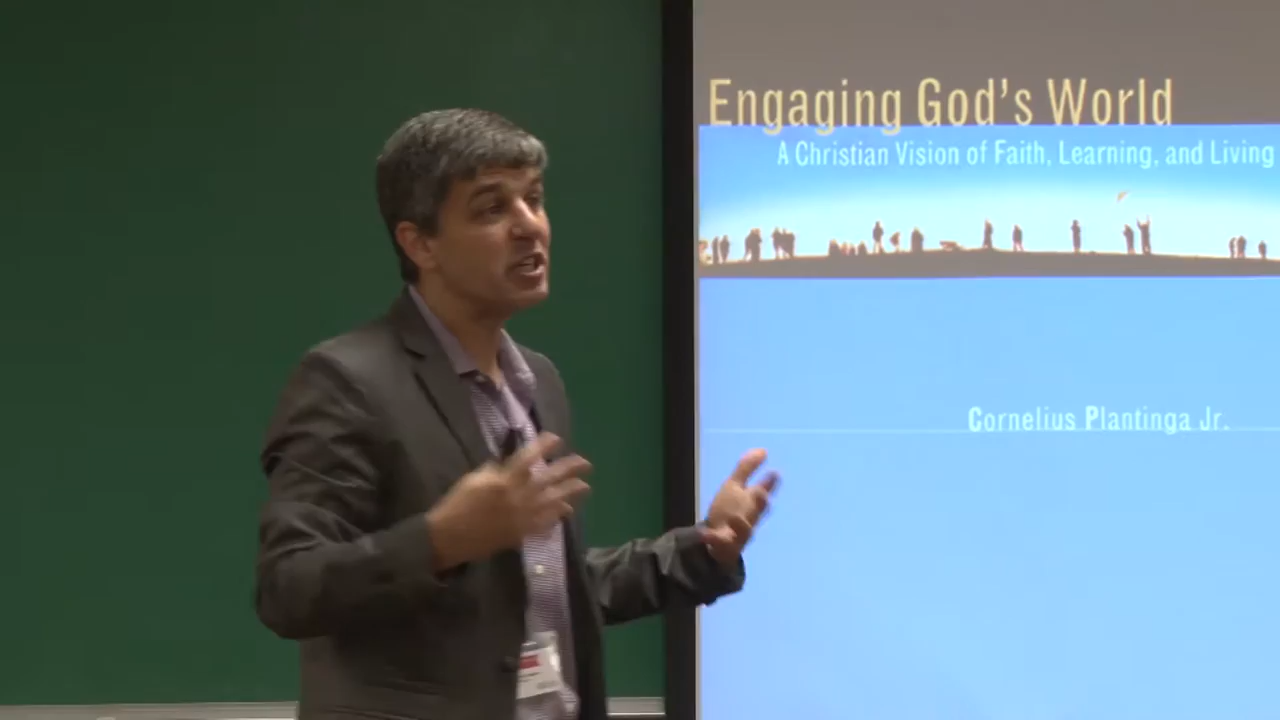 Engaging God's World
A Christian Vision of Faith, Learning, and Living
Cornelius Plantinga Jr.